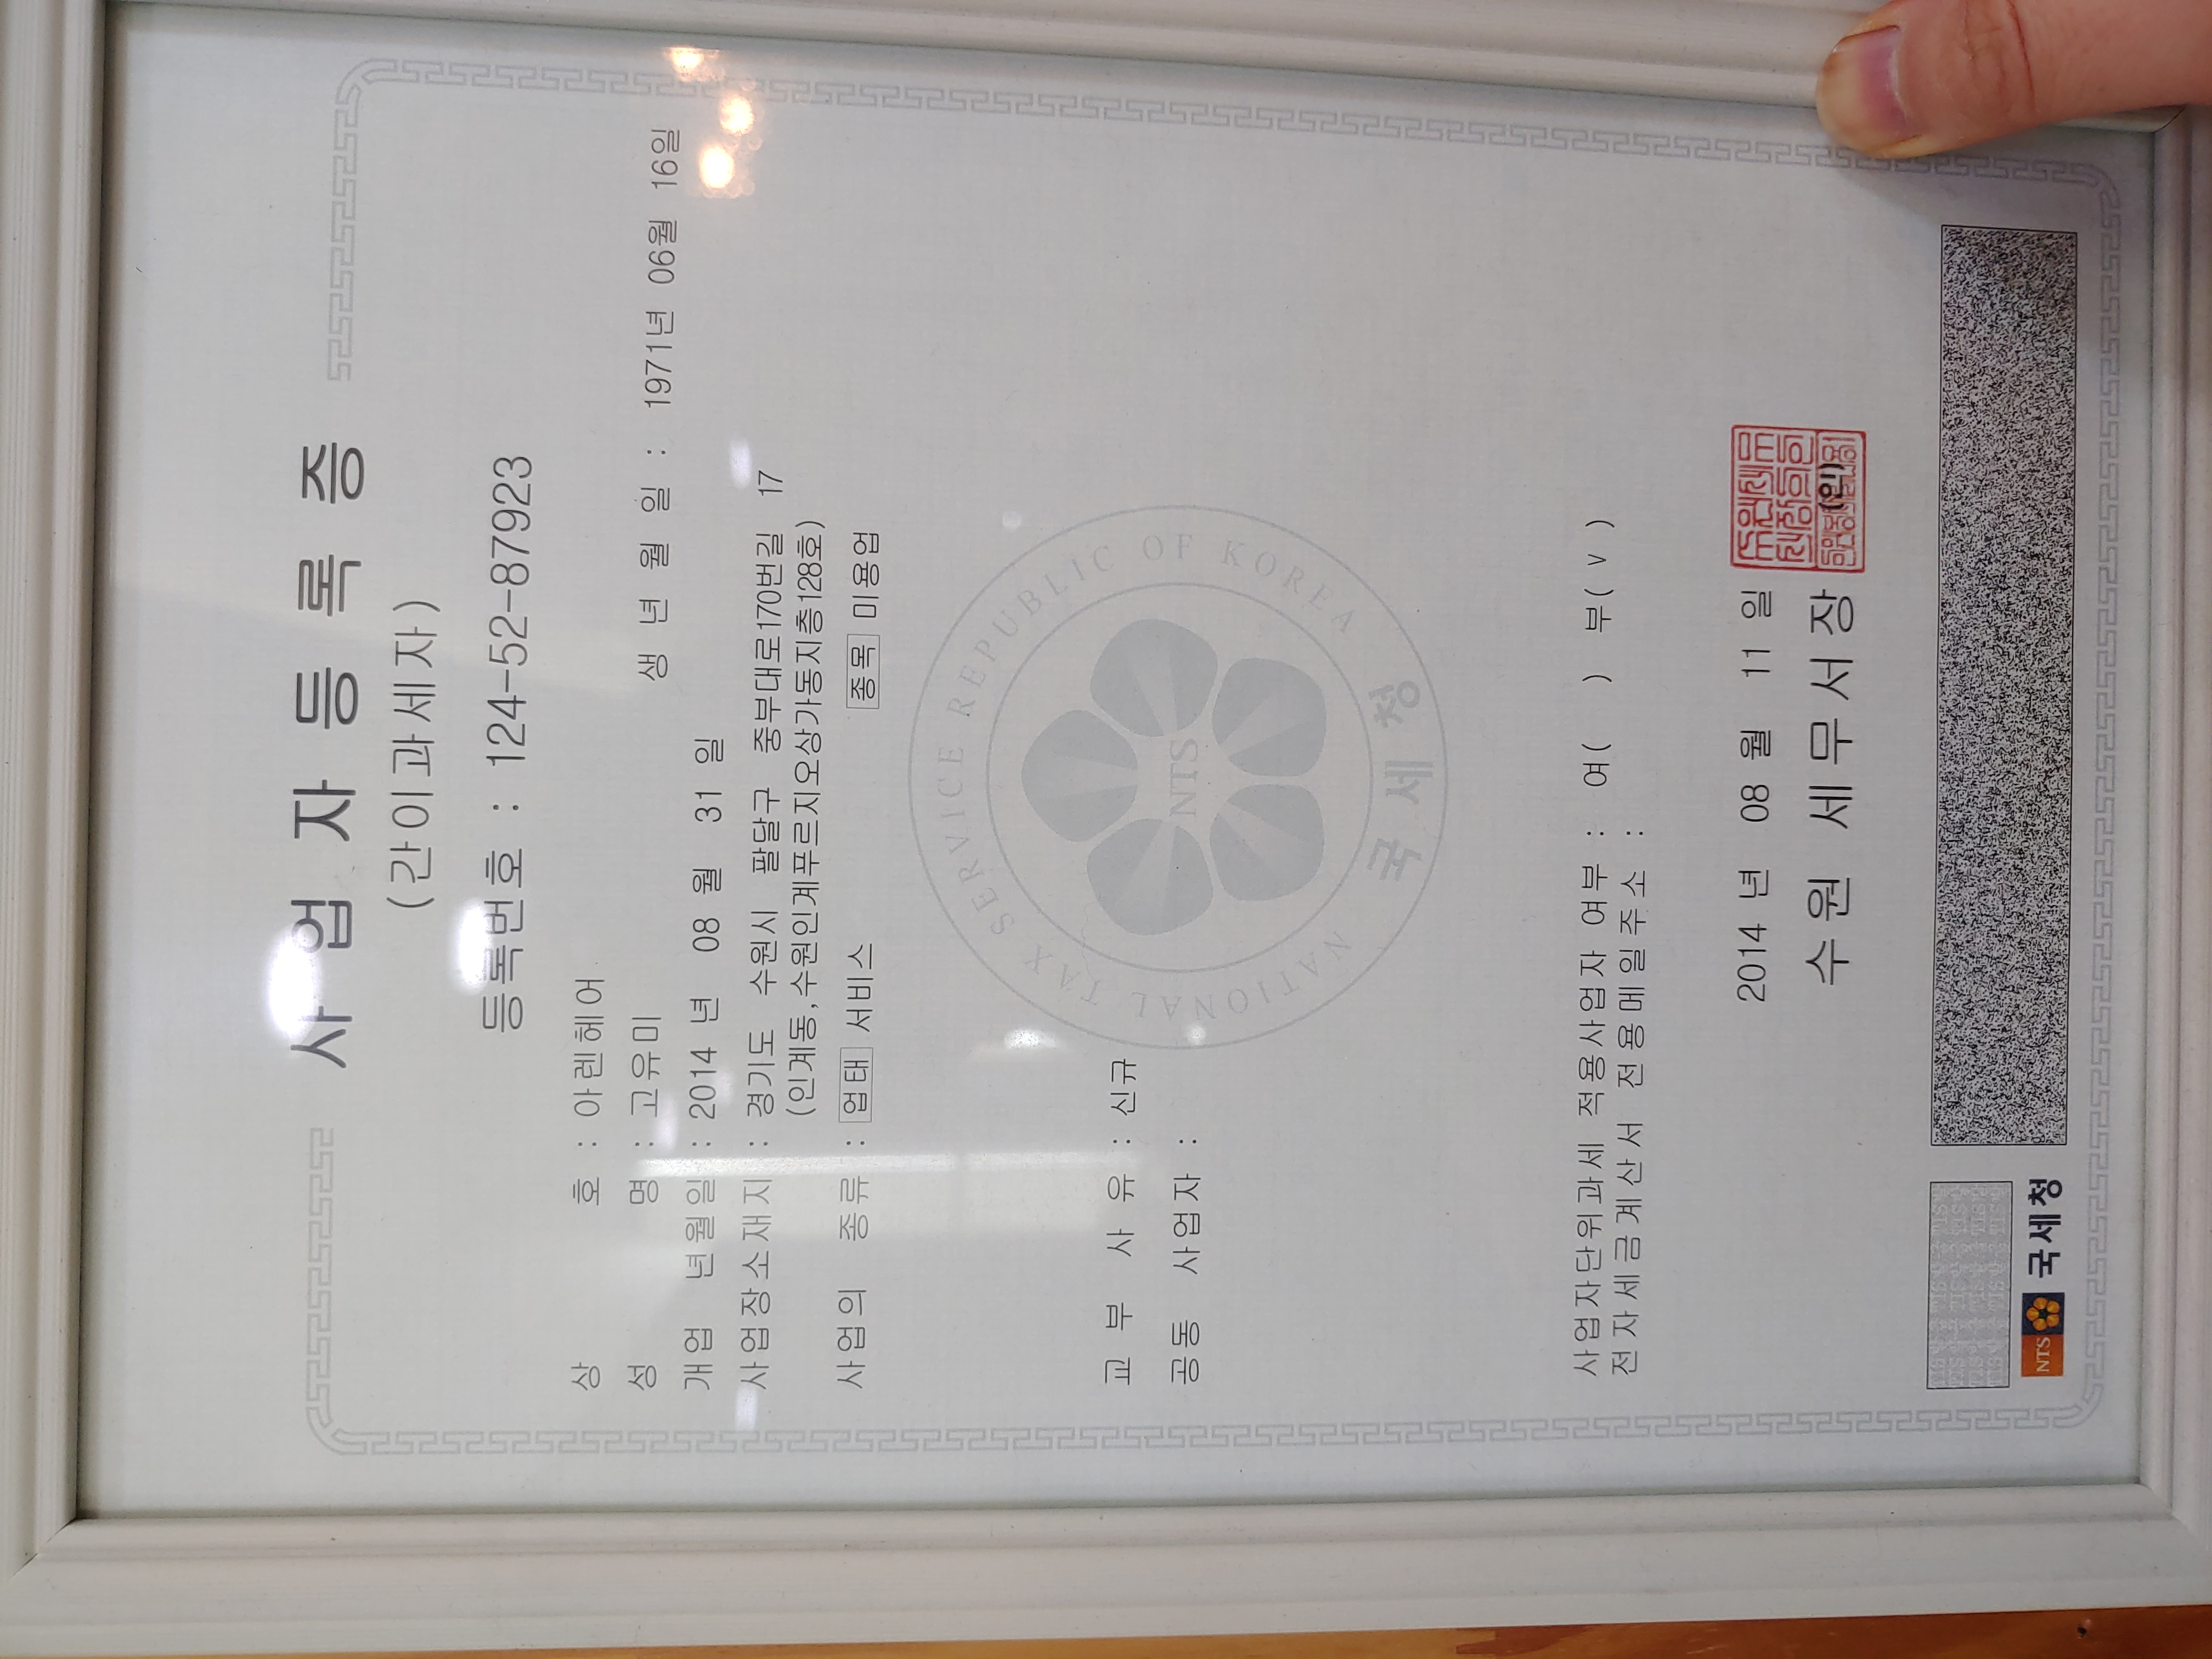 사 업 자 등 록 증
(간이과세자)
등록번호 : 124-52-87923
상 호 : 아렌헤어
성 명 : 고유미 생 년 월 일 : 1971년 06월 16일
개업 년월일 : 2014 년 08 월 31 일
사업장소재지 : 경기도 수원시 팔달구 중부대로170번길 17
(인계동,수원인계푸르지오상가동지층128호)
사업의 종류 : 업태 서비스 종목 미용업
NATIONAL TAX SERVICE REPUBLIC OF KOREA
NTS
국세청
교 부 사 유 : 신규
공동 사업자 :
사업자단위과세 적용사업자 여부 : 여( ) 부( v )
전자세금계산서 전용메일주소 :
2014 년 08 월 11 일
수원 세무서장 (인)
NTS 국세청